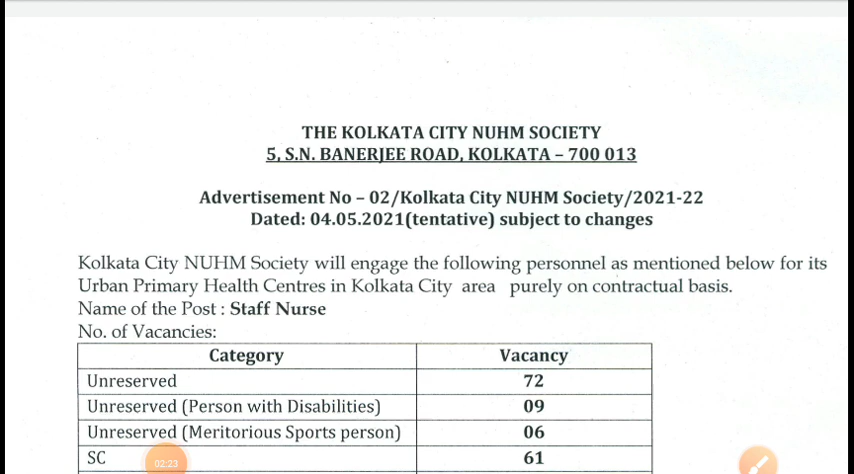 THE KOLKATA CITY NUHM SOCIETY
5, S.N. BANERJEE ROAD, KOLKATA – 700 013
Advertisement No – 02/Kolkata City NUHM Society/2021-22
Dated: 04.05.2021(tentative) subject to changes
Kolkata City NUHM Society will engage the following personnel as mentioned below for its
Urban Primary Health Centres in Kolkata City area purely on contractual basis.
Name of the Post : Staff Nurse
No. of Vacancies:
Category Vacancy
Unreserved 72
Unreserved (Person with Disabilities) 09
Unreserved (Meritorious Sports person) 06
SC 61
02:23